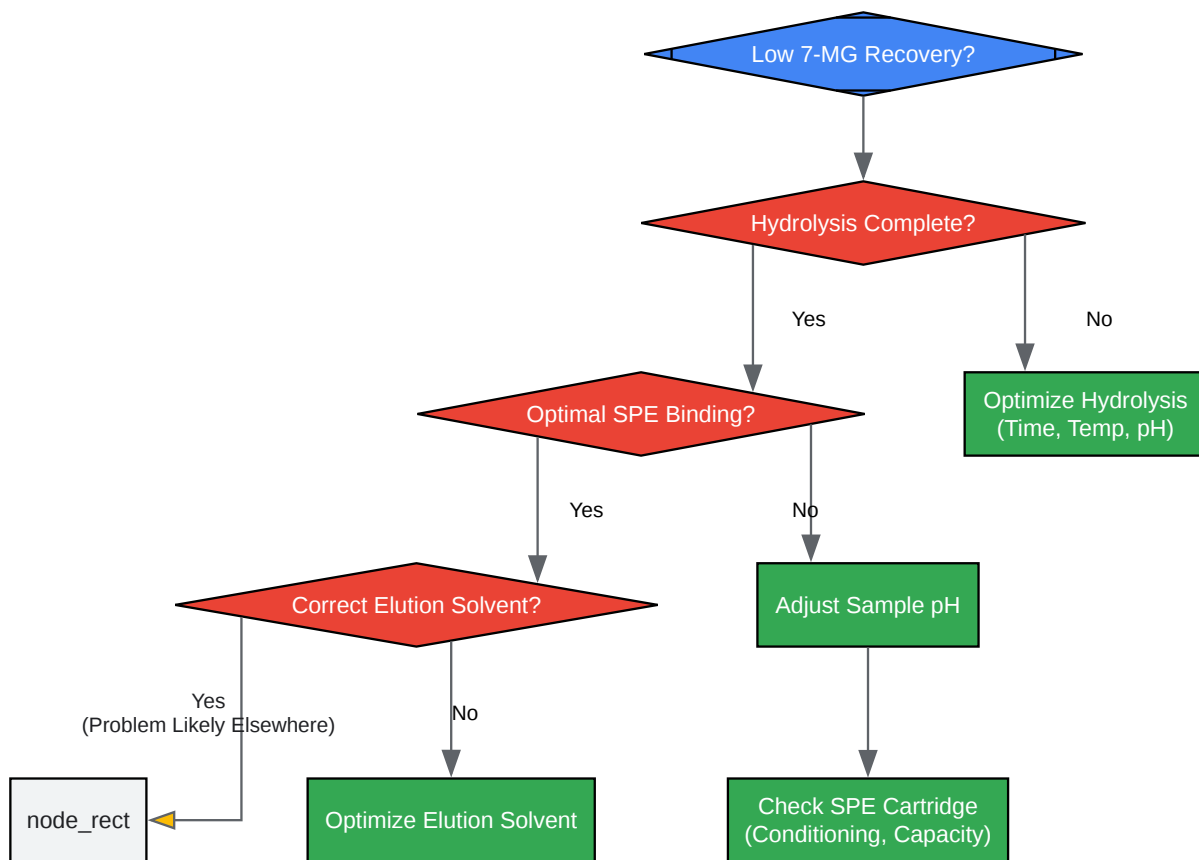 Low 7-MG Recovery?
Hydrolysis Complete?
Yes
No
Optimal SPE Binding?
Optimize Hydrolysis
(Time, Temp, pH)
Yes
No
Correct Elution Solvent?
Adjust Sample pH
Yes
(Problem Likely Elsewhere)
No
node_rect
Optimize Elution Solvent
Check SPE Cartridge
(Conditioning, Capacity)